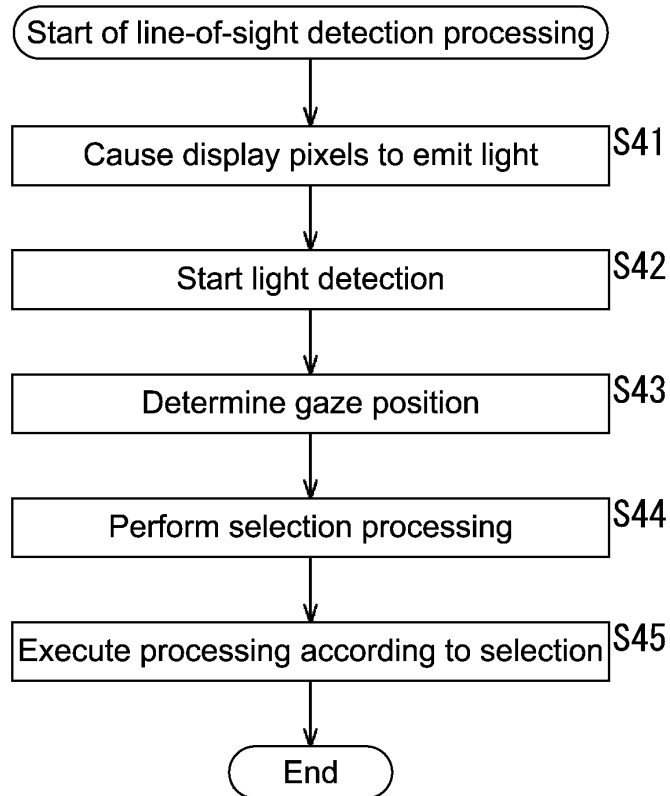 Start of line-of-sight detection processing
Cause display pixels to emit light S41
Start light detection S42
Determine gaze position S43
Perform selection processing S44
Execute processing according to selection S45
End